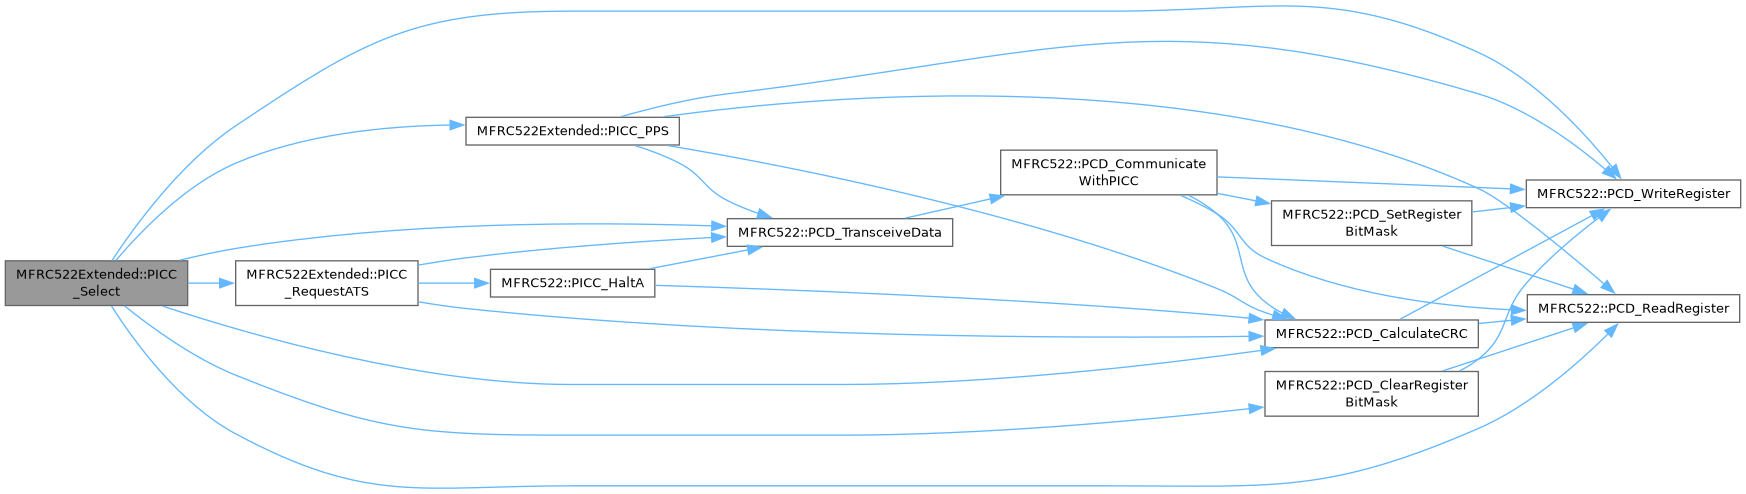 MFRC522Extended::PICC
_Select
MFRC522Extended::PICC_PPS
MFRC522Extended::PICC
_RequestATS
MFRC522::PICC_HaltA
MFRC522::PCD_TransceiveData
MFRC522::PCD_Communicate
WithPICC
MFRC522::PCD_SetRegister
BitMask
MFRC522::PCD_CalculateCRC
MFRC522::PCD_ClearRegister
BitMask
MFRC522::PCD_WriteRegister
MFRC522::PCD_ReadRegister